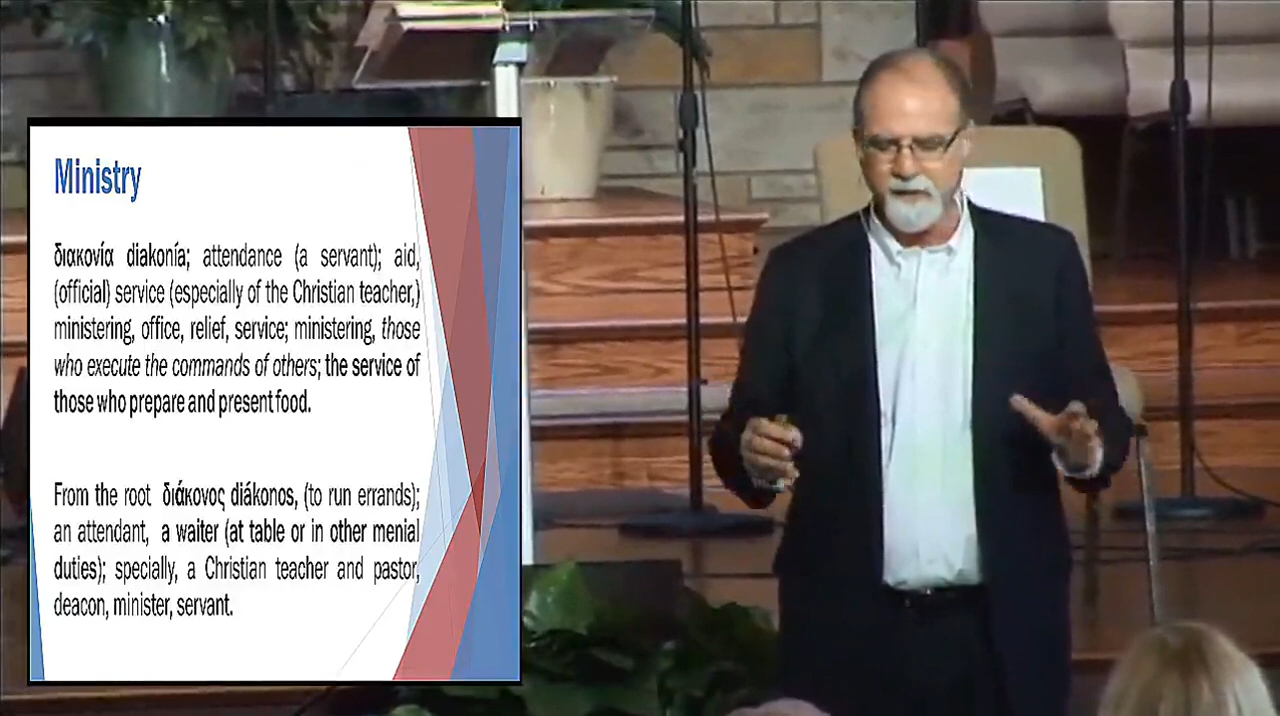 Ministry
διακονία diakonía; attendance (a servant); aid,
(official) service (especially of the Christian teacher,)
ministering, office, relief, service; ministering, those
who execute the commands of others; the service of
those who prepare and present food.
From the root διάκονος diákonos, (to run errands);
an attendant, a waiter (at table or in other menial
duties); specially, a Christian teacher and pastor,
deacon, minister, servant.